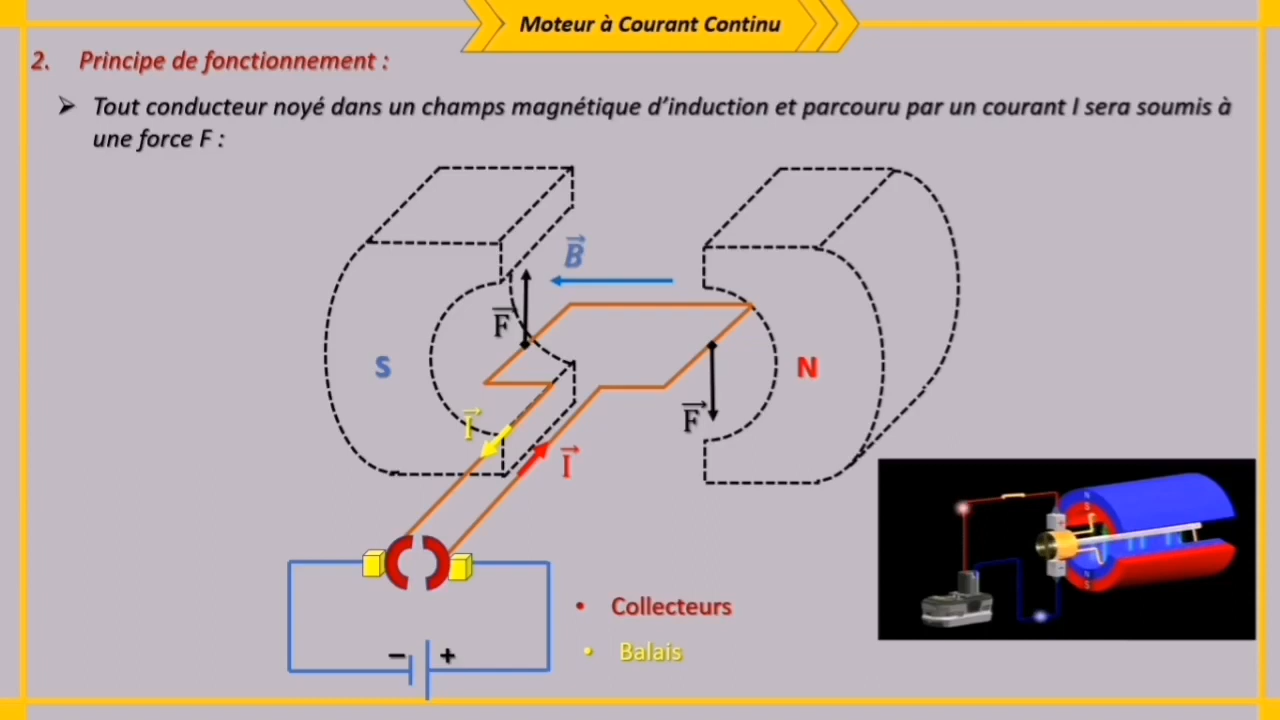 Moteur à Courant Continu
2. Principe de fonctionnement :
➢ Tout conducteur noyé dans un champs magnétique d’induction et parcouru par un courant I sera soumis à
une force F :
B
F
S
N
F
I
I
• Collecteurs
− +
• Balais
N
S
N
S